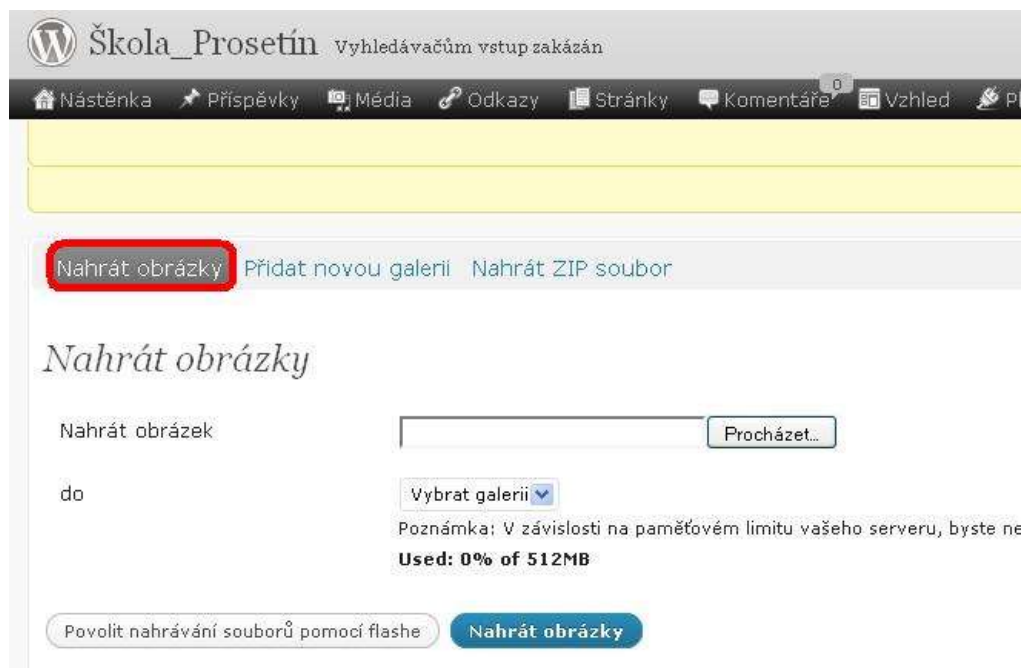 Škola_Prosetín Vyhledávačům vstup zakázán
Nástěnka Příspěvky Média Odkazy Stránky Komentáře 0 Vzhled Pl
Nahrát obrázky Přidat novou galerii Nahrát ZIP soubor
Nahrát obrázky
Nahrát obrázek Procházet...
do Vybrat galerii
Poznámka: V závislosti na paměťovém limitu vašeho serveru, byste ne
Used: 0% of 512MB
Povolit nahrávání souborů pomocí flashe Nahrát obrázky